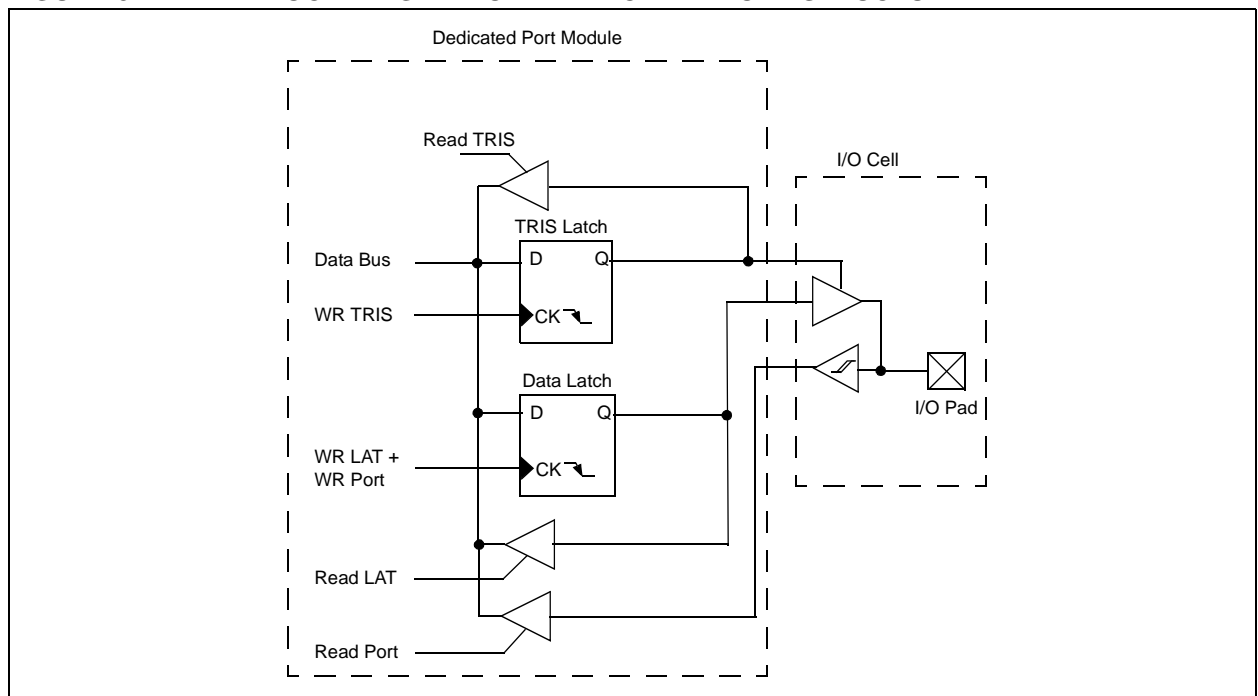 Dedicated Port Module
Read TRIS
I/O Cell
TRIS Latch
Data Bus
D
Q
WR TRIS
CK
Data Latch
I/O Pad
D
Q
WR LAT +
WR Port
CK
Read LAT
Read Port